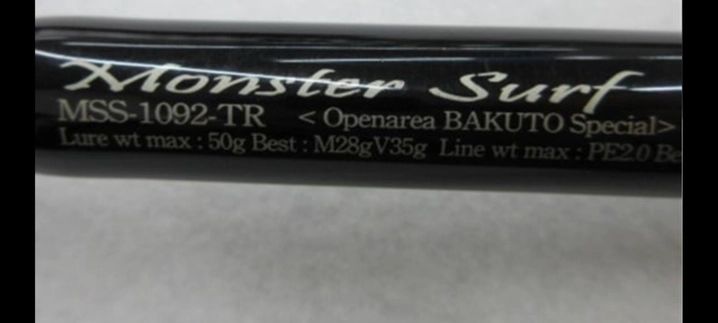 Monster Surf
MSS-1092-TR < Openarea BAKUTO Special>
Lure wt max : 50g Best : M28gV35g Line wt max : PE2.0 Be